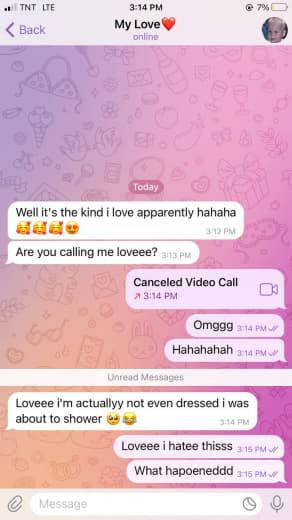 TNT LTE
3:14 PM
7%
Back
My Love❤️
online
Today
Well it's the kind i love apparently hahaha
🥰🥰🥰😍
3:12 PM
Are you calling me loveee? 3:13 PM
Canceled Video Call
↗ 3:14 PM
Omggg 3:14 PM
Hahahahah 3:14 PM
Unread Messages
Loveee i'm actuallyy not even dressed i was
about to shower 🥺😂
3:14 PM
Loveee i hatee thisss 3:15 PM
What hapoeneddd 3:15 PM
Message